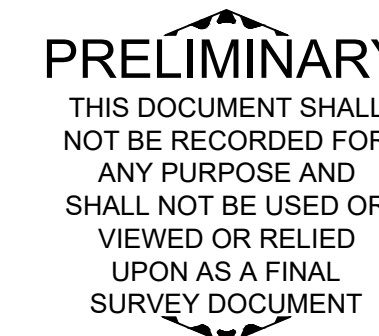 PRELIMINARY
THIS DOCUMENT SHALL
NOT BE RECORDED FOR
ANY PURPOSE AND
SHALL NOT BE USED OR
VIEWED OR RELIED
UPON AS A FINAL
SURVEY DOCUMENT